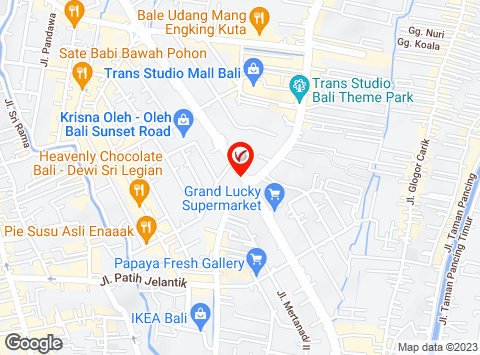 Bale Udang Mang
Engking Kuta
Gg. Nuri
Gg. Koala
Jl. Pandawa
Sate Babi Bawah Pohon
Trans Studio Mall Bali
Trans Studio
Bali Theme Park
Jl. Sri Rama
Krisna Oleh - Oleh
Bali Sunset Road
Heavenly Chocolate
Bali - Dewi Sri Legian
Jl. Glogor Carik
Grand Lucky
Supermarket
Jl. Taman Pancing
Jl. Taman Pancing Timur
Pie Susu Asli Enaaak
Papaya Fresh Gallery
Jl. Patih Jelantik
Jl. Mertanadi I
IKEA Bali
Google
Map data ©2023